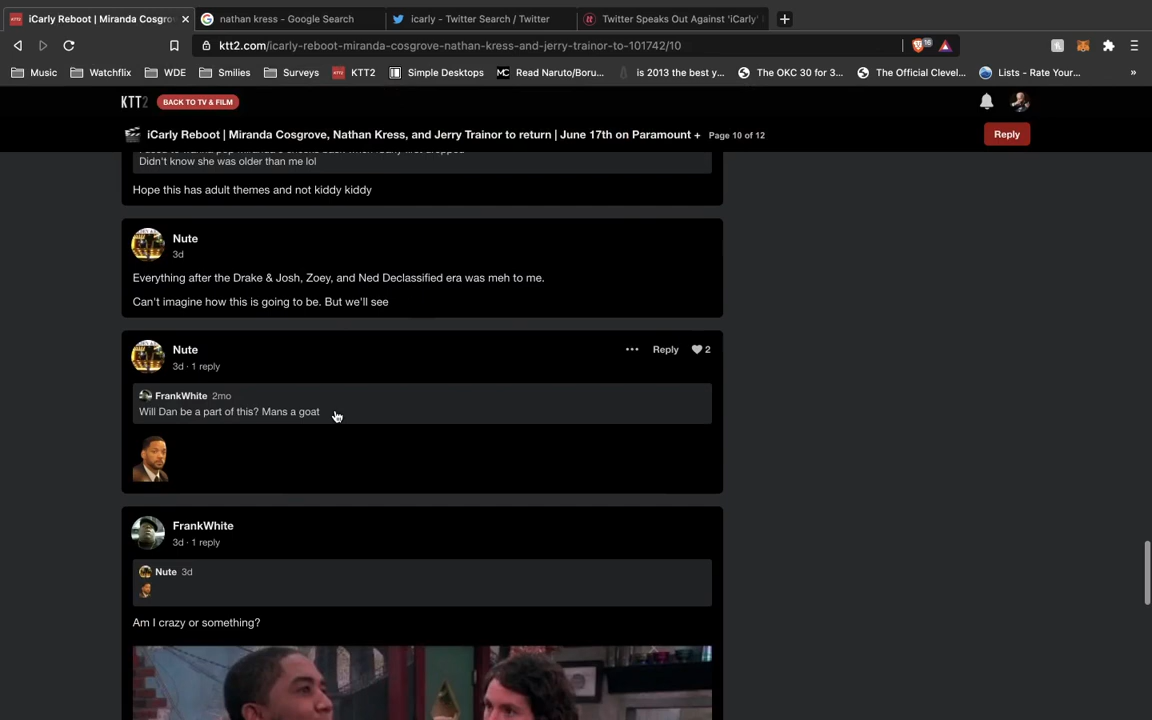 iCarly Reboot | Miranda Cosgro
nathan kress - Google Search
icarly - Twitter Search / Twitter
Twitter Speaks Out Against 'iCarly'
kktt2.com/icarly-reboot-miranda-cosgrove-nathan-kress-and-jerry-trainor-to-101742/10
16
Music
Watchflix
WDE
Smilies
Surveys
KTT2
Simple Desktops
MC
Read Naruto/Boru...
is 2013 the best y...
The OKC 30 for 3...
The Official Clevel...
Lists - Rate Your...
»
KTT2
BACK TO TV & FILM
iCarly Reboot | Miranda Cosgrove, Nathan Kress, and Jerry Trainor to return | June 17th on Paramount + Page 10 of 12
Reply
Didn't know she was older than me lol
Hope this has adult themes and not kiddy kiddy
Nute
3d
Everything after the Drake & Josh, Zoey, and Ned Declassified era was meh to me.
Can't imagine how this is going to be. But we'll see
Nute
3d · 1 reply
••• Reply 2
FrankWhite 2mo
Will Dan be a part of this? Mans a goat
FrankWhite
3d · 1 reply
Nute 3d
Am I crazy or something?